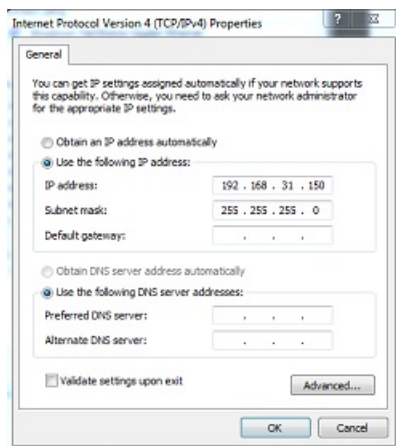 Internet Protocol Version 4 (TCP/IPv4) Properties
General
You can get IP settings assigned automatically if your network supports
this capability. Otherwise, you need to ask your network administrator
for the appropriate IP settings.
Obtain an IP address automatically
Use the following IP address:
IP address: 192 . 168 . 31 . 150
Subnet mask: 255 . 255 . 255 . 0
Default gateway: . . .
Obtain DNS server address automatically
Use the following DNS server addresses:
Preferred DNS server: . . .
Alternate DNS server: . . .
Validate settings upon exit
Advanced...
OK Cancel